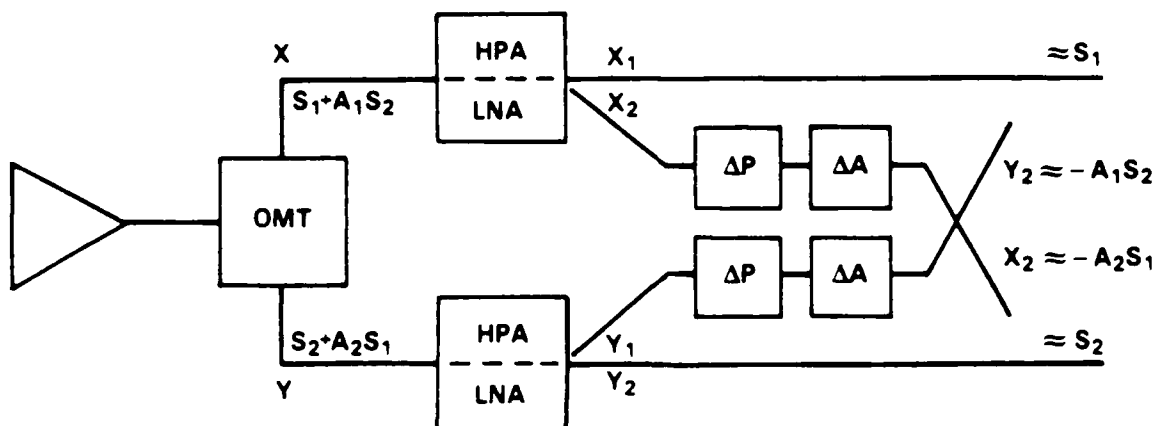 X
S₁+A₁S₂
HPA
LNA
X₁
X₂
≈S₁
OMT
ΔP
ΔA
Y₂ ≈ -A₁S₂
ΔP
ΔA
X₂ ≈ -A₂S₁
S₂+A₂S₁
Y
HPA
LNA
Y₁
Y₂
≈S₂